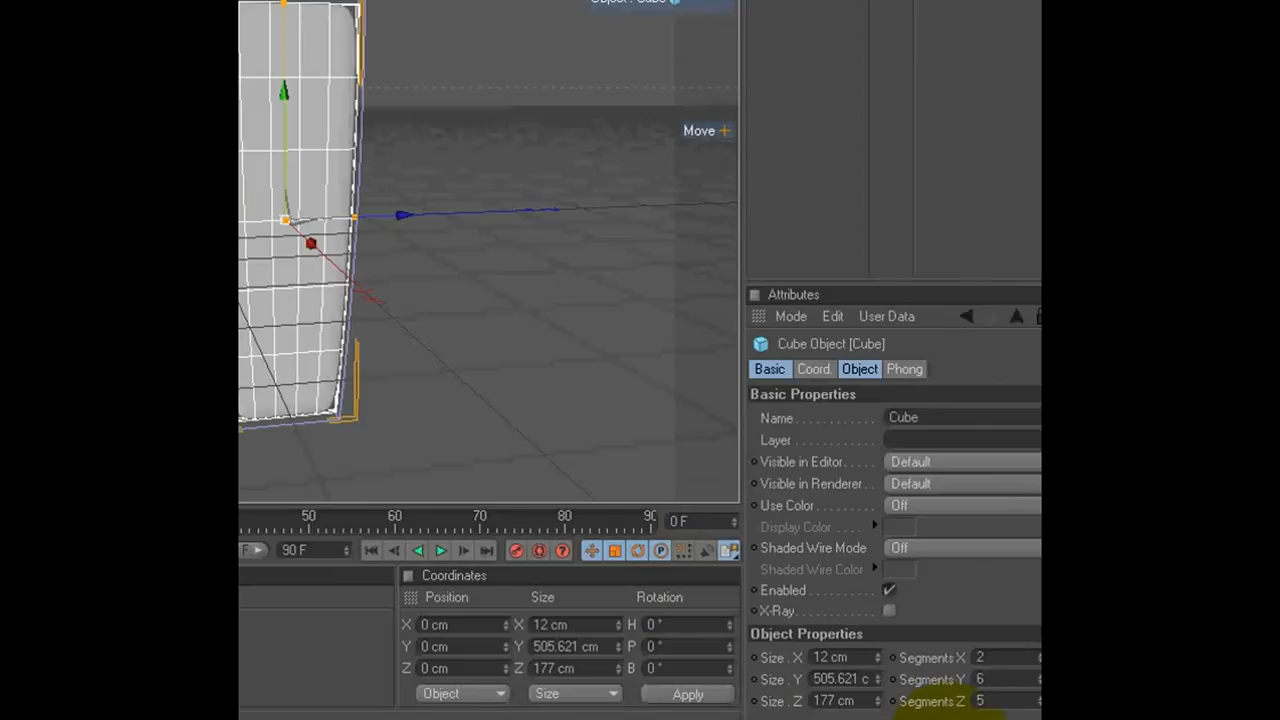 Object : Cube
Move
Attributes
Mode Edit User Data
Cube Object [Cube]
Basic Coord. Object Phong
Basic Properties
Name Cube
Layer
Visible in Editor Default
Visible in Renderer Default
Use Color Off
Display Color
Shaded Wire Mode Off
Shaded Wire Color
Enabled
X-Ray
Object Properties
Size . X 12 cm Segments X 2
Size . Y 505.621 c Segments Y 6
Size . Z 177 cm Segments Z 5
50 60 70 80 90 0 F
F 90 F
Coordinates
Position Size Rotation
X 0 cm X 12 cm H 0 °
Y 0 cm Y 505.621 cm P 0 °
Z 0 cm Z 177 cm B 0 °
Object Size Apply